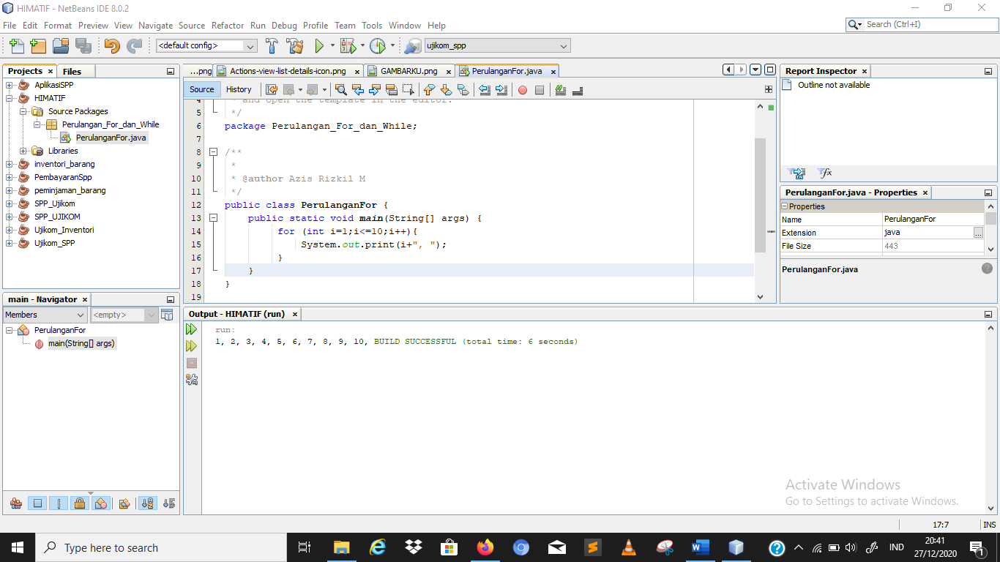 HIMATIF - NetBeans IDE 8.0.2
File Edit Format Preview View Navigate Source Refactor Run Debug Profile Team Tools Window Help
Search (Ctrl+I)
<default config>
ujikom_spp
Projects
Files
AplikasiSPP
HIMATIF
Source Packages
Perulangan_For_dan_While
PerulanganFor.java
Libraries
inventori_barang
PembayaranSpp
peminjaman_barang
SPP_Ujikom
SPP_UJIKOM
Ujikom_Inventori
Ujikom_SPP
...png
Actions-view-list-details-icon.png
GAMBARKU.png
PerulanganFor.java
Source
History
4 * and open the template in the editor.
5 */
6 package Perulangan_For_dan_While;
7
8 /**
9 *
10 * @author Azis Rizkil M
11 */
12 public class PerulanganFor {
13 public static void main(String[] args) {
14 for (int i=1;i<=10;i++){
15 System.out.print(i+", ");
16 }
17 }
18 }
19
Report Inspector
Outline not available
PerulanganFor.java - Properties
Properties
Name PerulanganFor
Extension java ...
File Size 443
PerulanganFor.java
main - Navigator
Members
<empty>
PerulanganFor
main(String[] args)
Output - HIMATIF (run)
run:
1, 2, 3, 4, 5, 6, 7, 8, 9, 10, BUILD SUCCESSFUL (total time: 6 seconds)
Activate Windows
Go to Settings to activate Windows.
17:7
INS
Type here to search
IND
20:41
27/12/2020
1